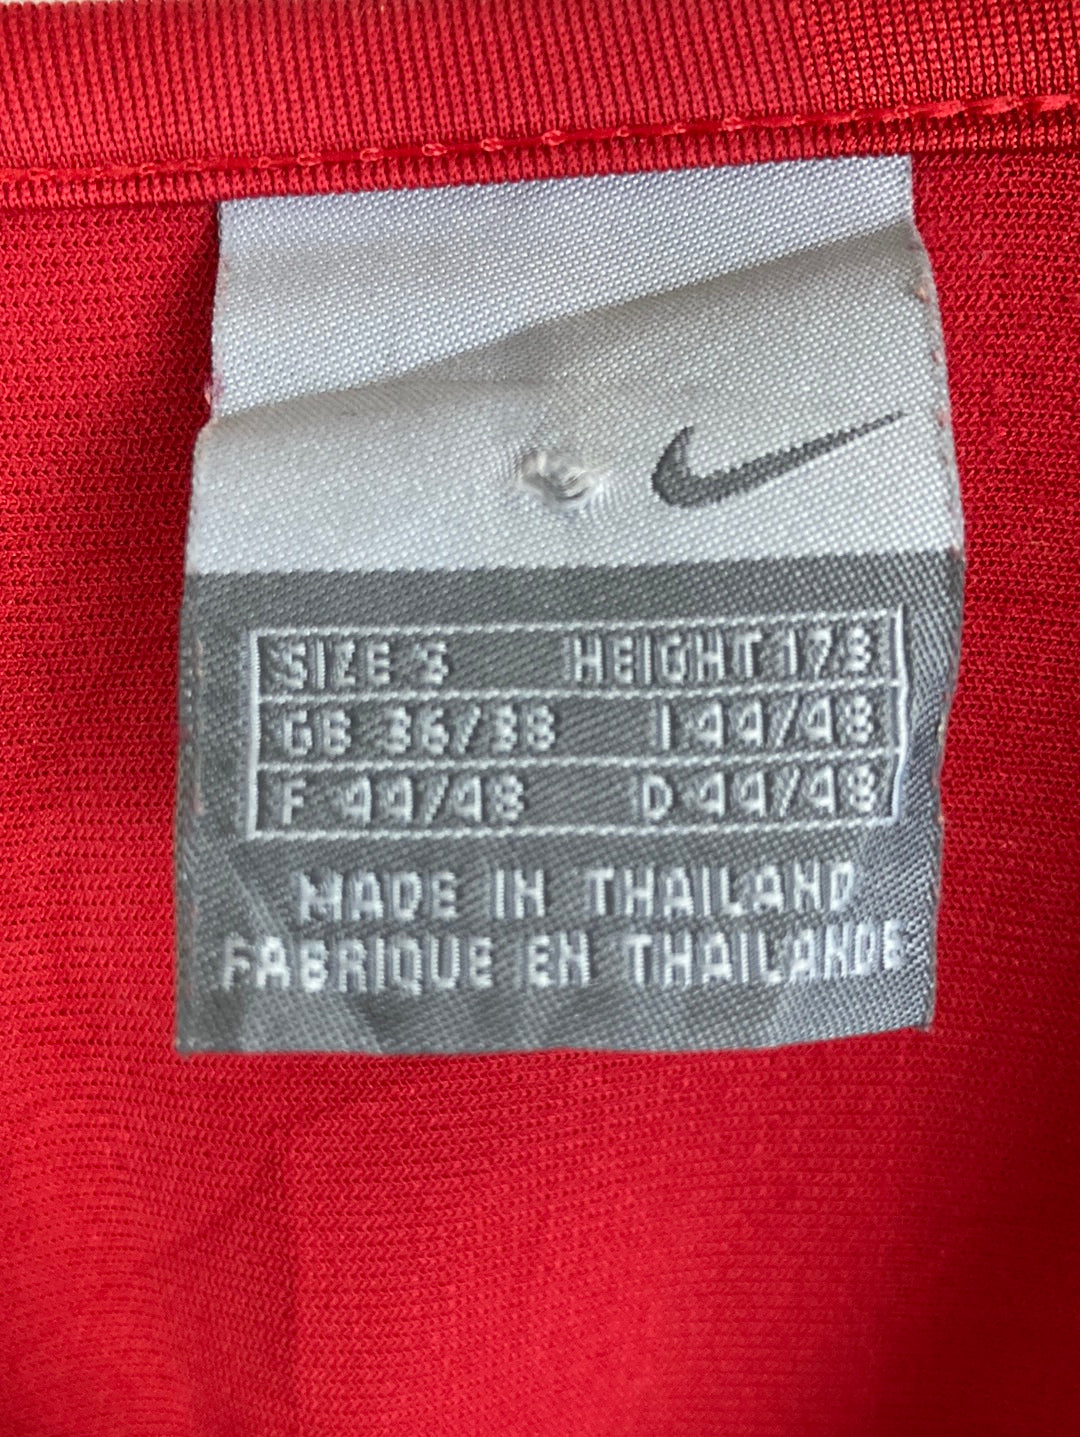 SIZE S HEIGHT 173
GB 36/38 I 44/48
F 44/48 D 44/48
MADE IN THAILAND
FABRIQUE EN THAILANDE